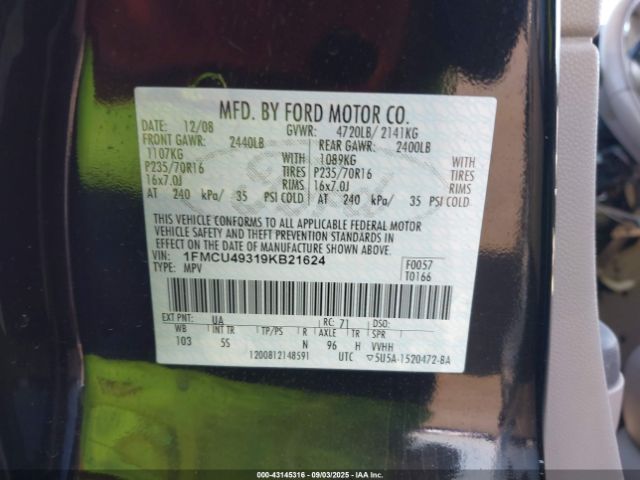 MFD. BY FORD MOTOR CO.
DATE: 12/08 GVWR: 4720LB/ 2141KG
FRONT GAWR: 2440LB REAR GAWR: 2400LB
1107KG WITH 1089KG WITH
P235/70R16 TIRES P235/70R16 TIRES
16x7.0J RIMS 16x7.0J RIMS
AT 240 kPa/ 35 PSI COLD AT 240 kPa/ 35 PSI COLD
THIS VEHICLE CONFORMS TO ALL APPLICABLE FEDERAL MOTOR
VEHICLE SAFETY AND THEFT PREVENTION STANDARDS IN
EFFECT ON THE DATE OF MANUFACTURE SHOWN ABOVE.
VIN: 1FMCU49319KB21624 F0057
TYPE: MPV T0166
EXT PNT: UA RC: 71 DSO:
WB INT TR TP/PS R AXLE TR SPR
103 5S N 96 H VVHH
1200812148591 UTC ▽5U5A-1520472-BA
Ford
000-43145316 - 09/03/2025 - IAA Inc.